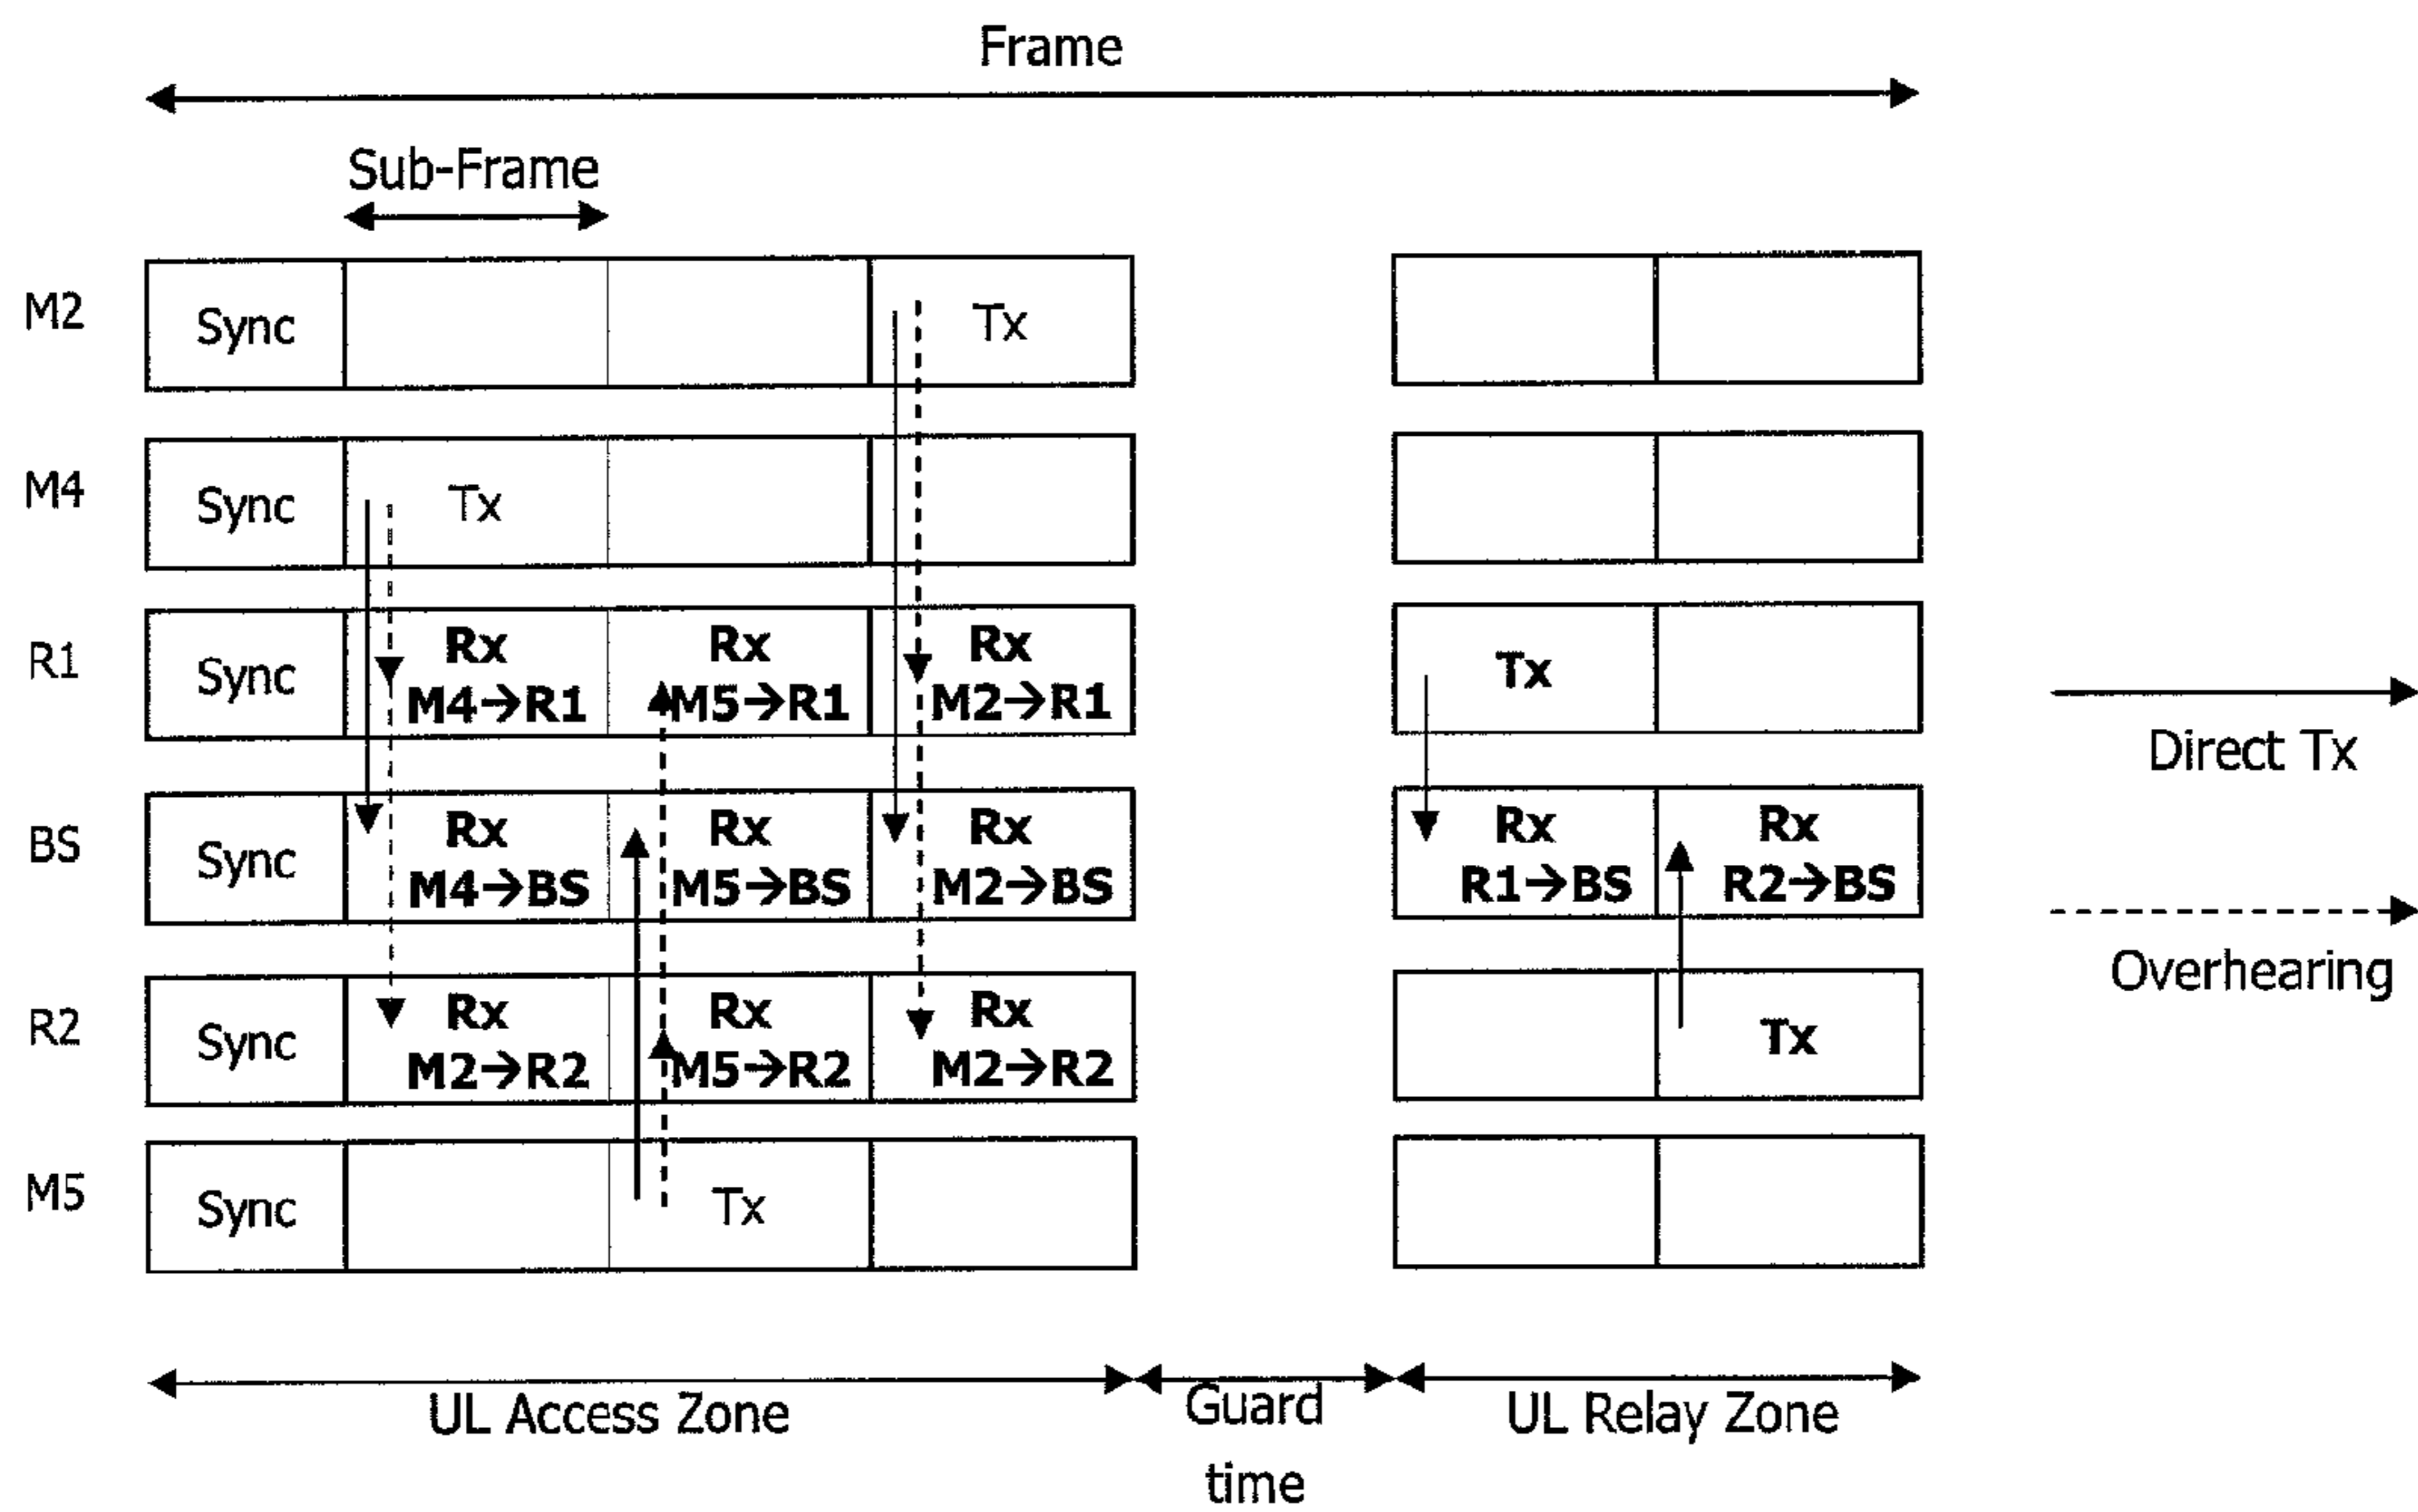 Frame
Sub-Frame
M2 Sync Tx
M4 Sync Tx
R1 Sync Rx Rx Rx Tx
M4→R1 M5→R1 M2→R1
Direct Tx
BS Sync Rx Rx Rx Rx Rx
M4→BS M5→BS M2→BS R1→BS R2→BS
Overhearing
R2 Sync Rx Rx Rx Tx
M2→R2 M5→R2 M2→R2
M5 Sync Tx
UL Access Zone Guard UL Relay Zone
time